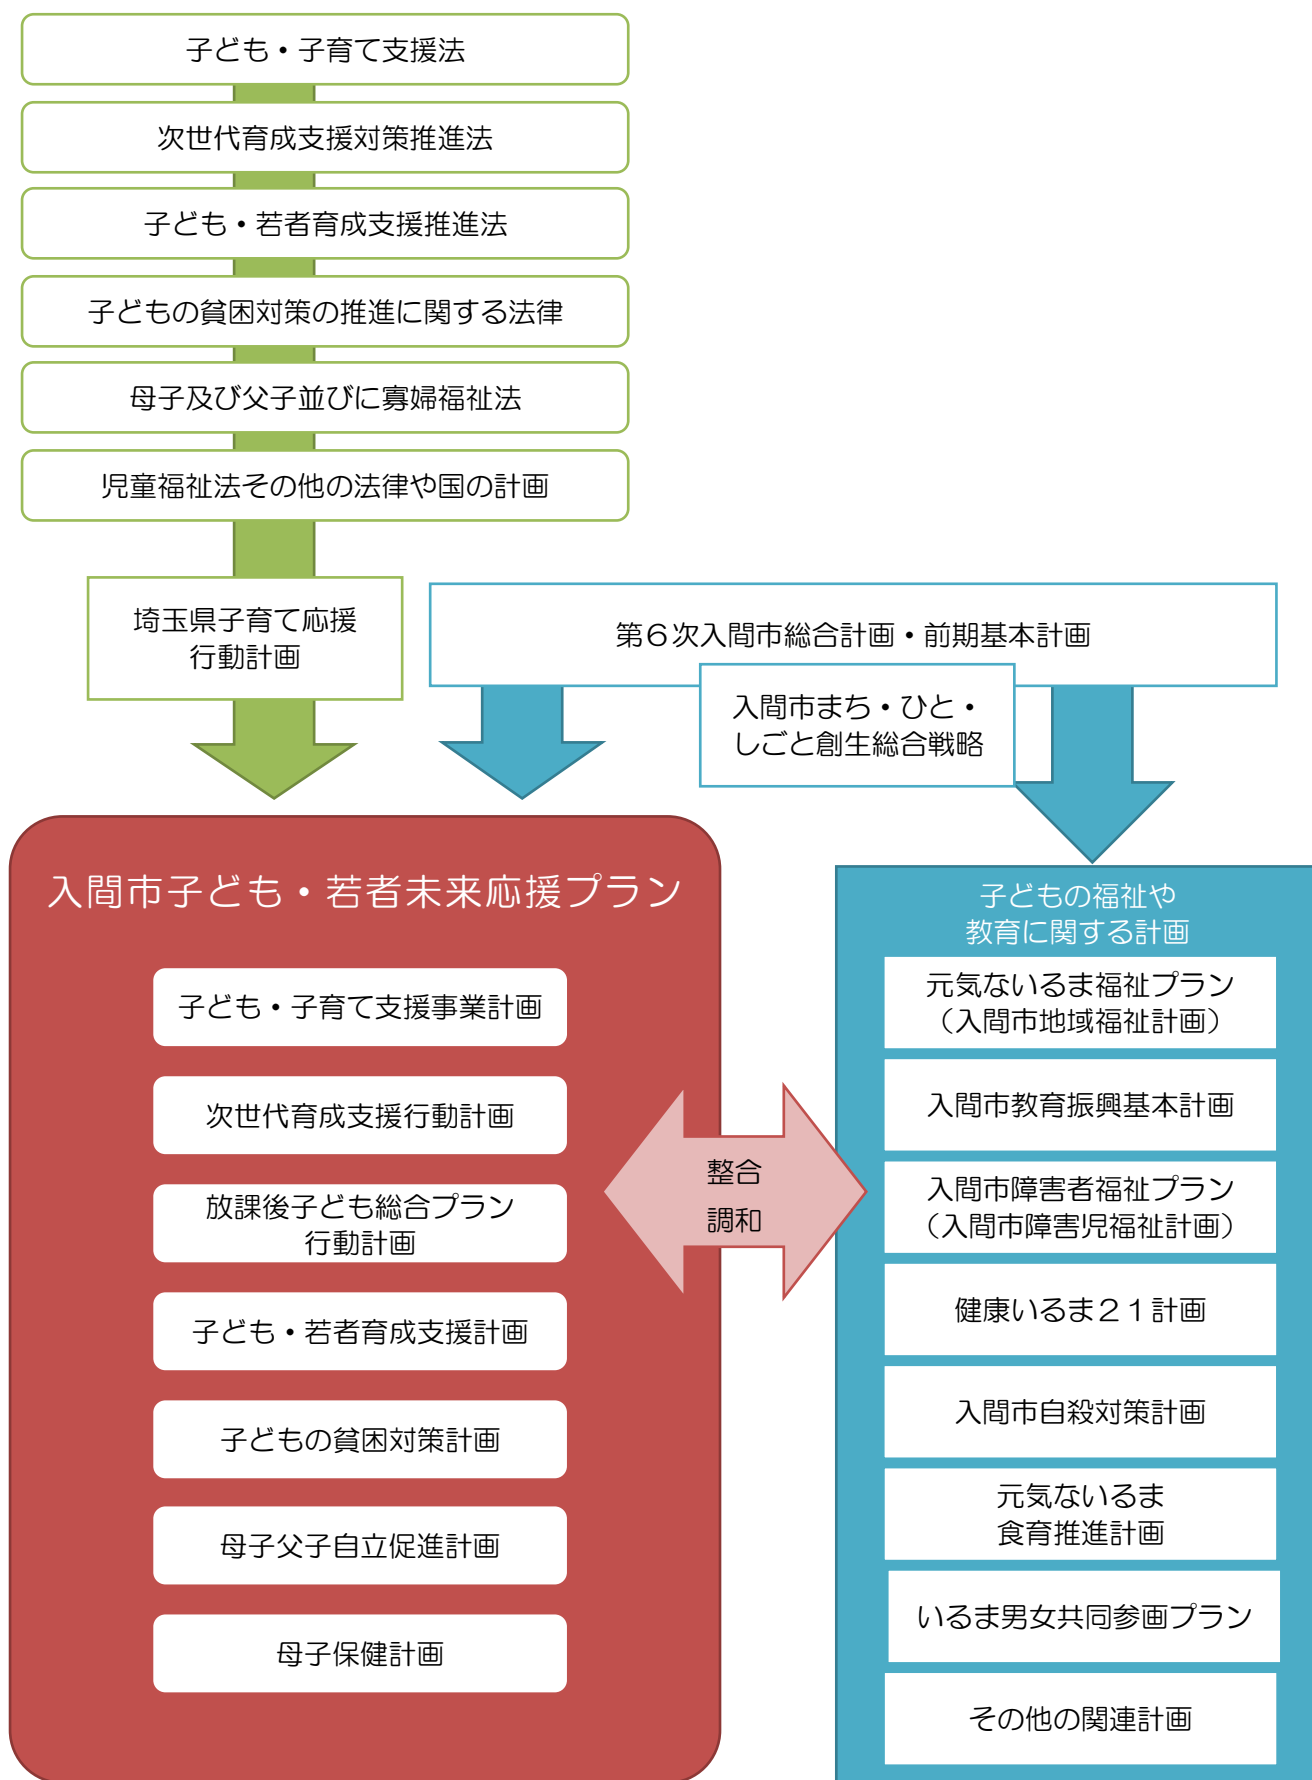 子ども・子育て支援法
次世代育成支援対策推進法
子ども・若者育成支援推進法
子どもの貧困対策の推進に関する法律
母子及び父子並びに寡婦福祉法
児童福祉法その他の法律や国の計画
埼玉県子育て応援
行動計画
第６次入間市総合計画・前期基本計画
入間市まち・ひと・
しごと創生総合戦略
入間市子ども・若者未来応援プラン
子ども・子育て支援事業計画
次世代育成支援行動計画
放課後子ども総合プラン
行動計画
子ども・若者育成支援計画
子どもの貧困対策計画
母子父子自立促進計画
母子保健計画
整合
調和
子どもの福祉や
教育に関する計画
元気ないるま福祉プラン
（入間市地域福祉計画）
入間市教育振興基本計画
入間市障害者福祉プラン
（入間市障害児福祉計画）
健康いるま２１計画
入間市自殺対策計画
元気ないるま
食育推進計画
いるま男女共同参画プラン
その他の関連計画